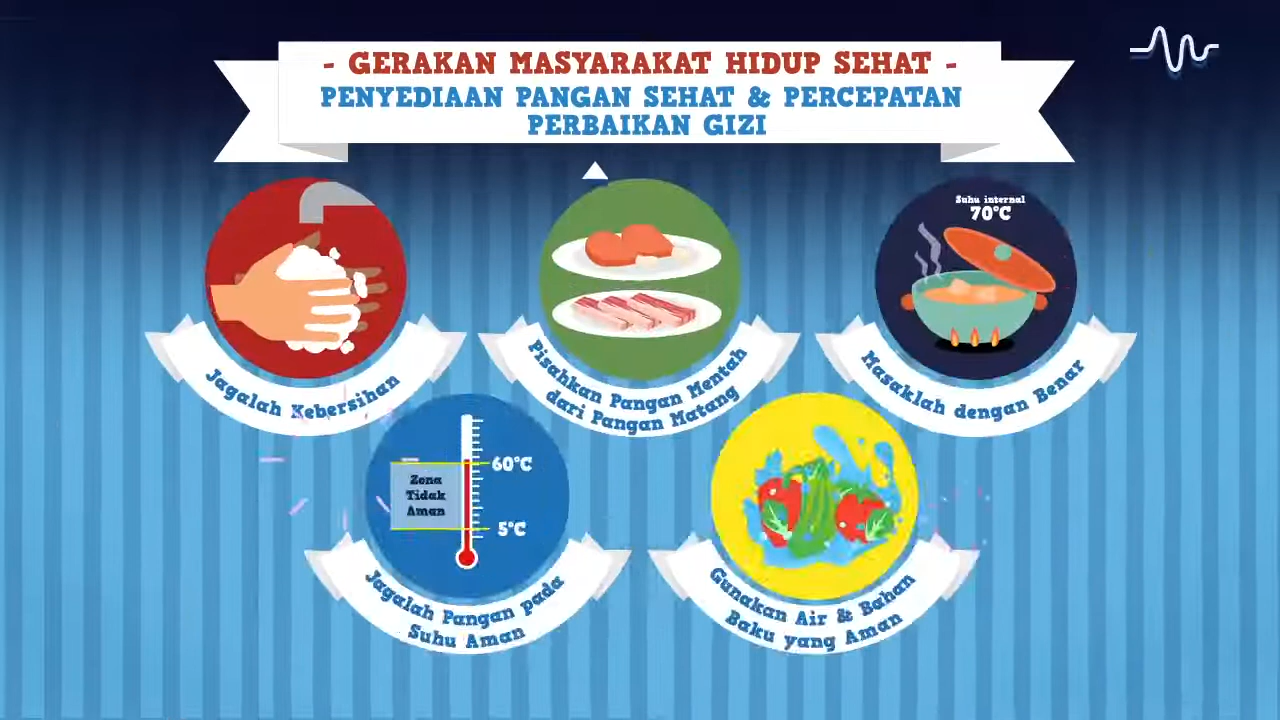 - GERAKAN MASYARAKAT HIDUP SEHAT -
PENYEDIAAN PANGAN SEHAT & PERCEPATAN
PERBAIKAN GIZI
Jagalah Kebersihan
Pisahkan Pangan Mentah
dari Pangan Matang
Suhu internal
70°C
Masaklah dengan Benar
60°C
Zona
Tidak
Aman
5°C
Jagalah Pangan pada
Suhu Aman
Gunakan Air & Bahan
Baku yang Aman